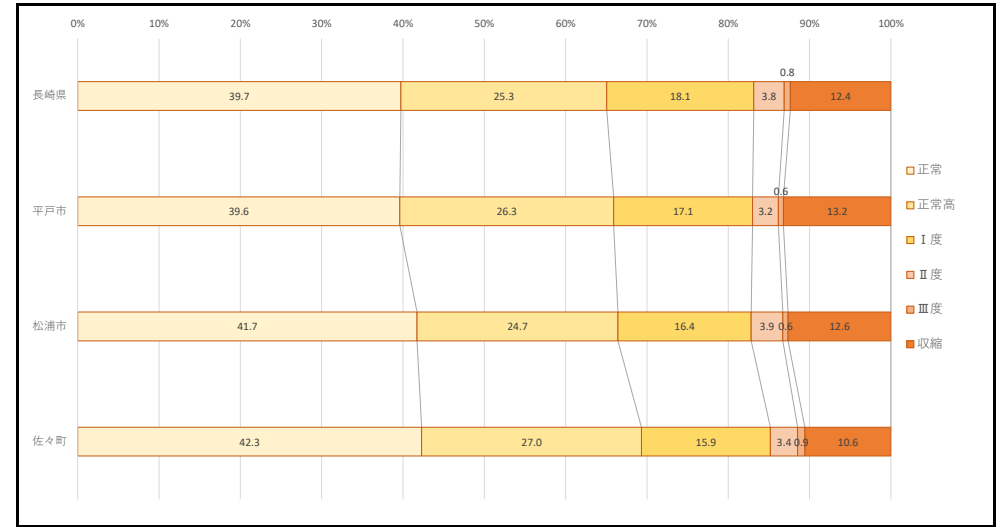 0% 10% 20% 30% 40% 50% 60% 70% 80% 90% 100%
0.8
長崎県 39.7 25.3 18.1 3.8 12.4
0.6
平戸市 39.6 26.3 17.1 3.2 13.2
松浦市 41.7 24.7 16.4 3.9 0.6 12.6
佐々町 42.3 27.0 15.9 3.4 0.9 10.6
正常
正常高
Ⅰ度
Ⅱ度
Ⅲ度
収縮